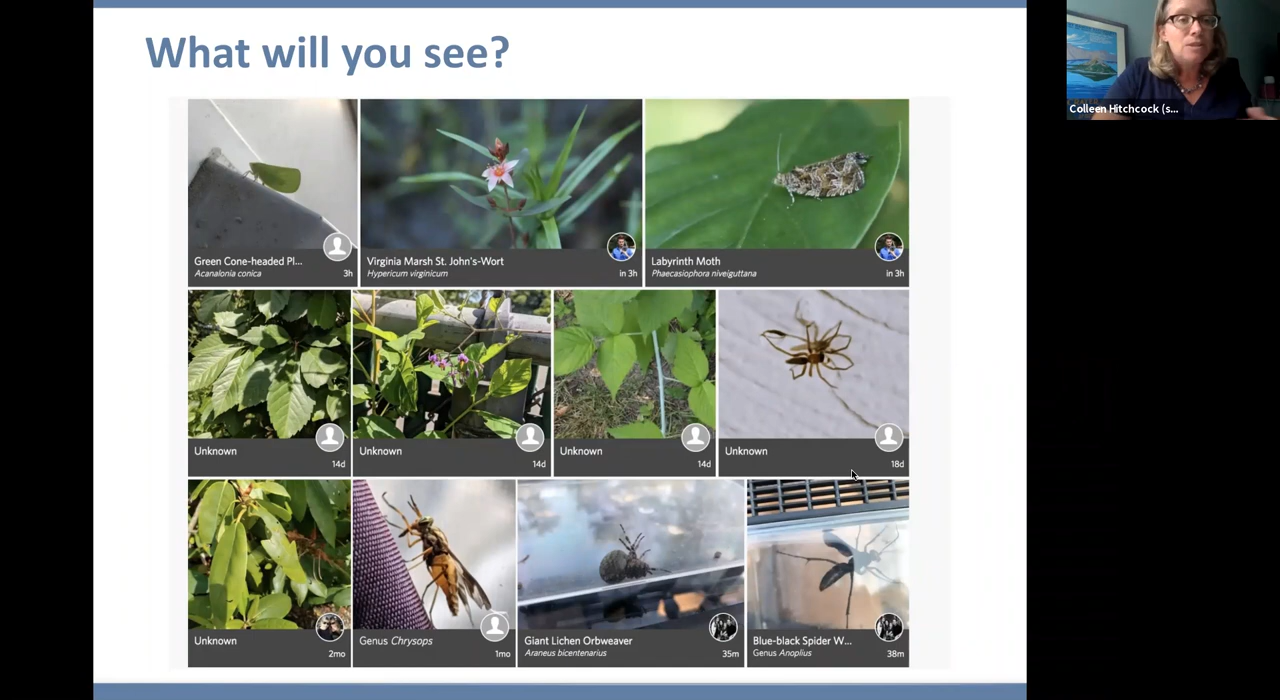 What will you see?
Colleen Hitchcock (s...
Green Cone-headed Pl...
Acanalonia conica
3h
Virginia Marsh St. John's-Wort
Hypericum virginicum
in 3h
Labyrinth Moth
Phaecasiophora niveiguttana
in 3h
Unknown
14d
Unknown
14d
Unknown
14d
Unknown
18d
Unknown
2mo
Genus Chrysops
1mo
Giant Lichen Orbweaver
Araneus bicentenarius
35m
Blue-black Spider W...
Genus Anoplius
38m